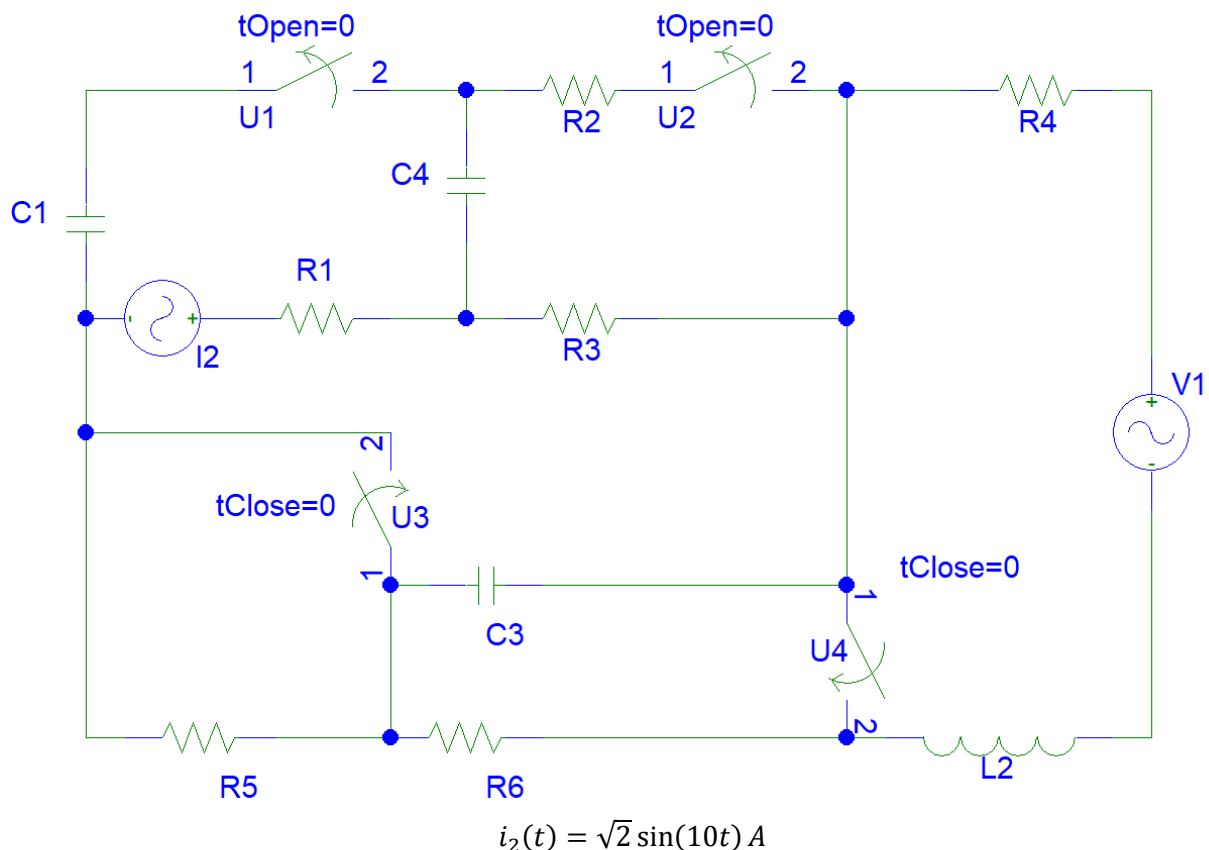 tOpen=0 tOpen=0
1 2 1 2
U1 R2 U2 R4
C4
C1
R1
I2 R3
V1
2
tClose=0 U3
1 tClose=0
C3 1
U4
2
R5 R6 L2
i₂(t) = √2 sin(10t) A